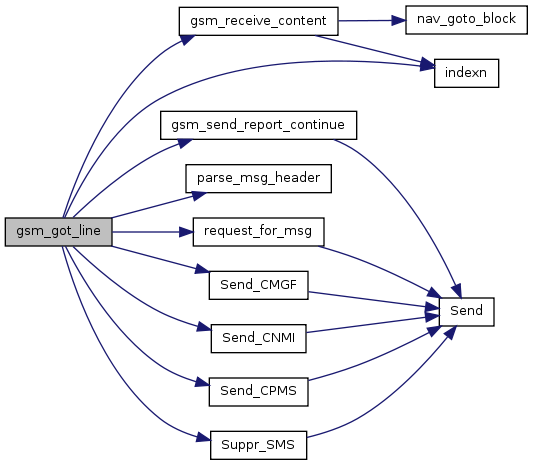 gsm_receive_content
nav_goto_block
indexn
gsm_send_report_continue
parse_msg_header
gsm_got_line
request_for_msg
Send_CMGF
Send
Send_CNMI
Send_CPMS
Suppr_SMS